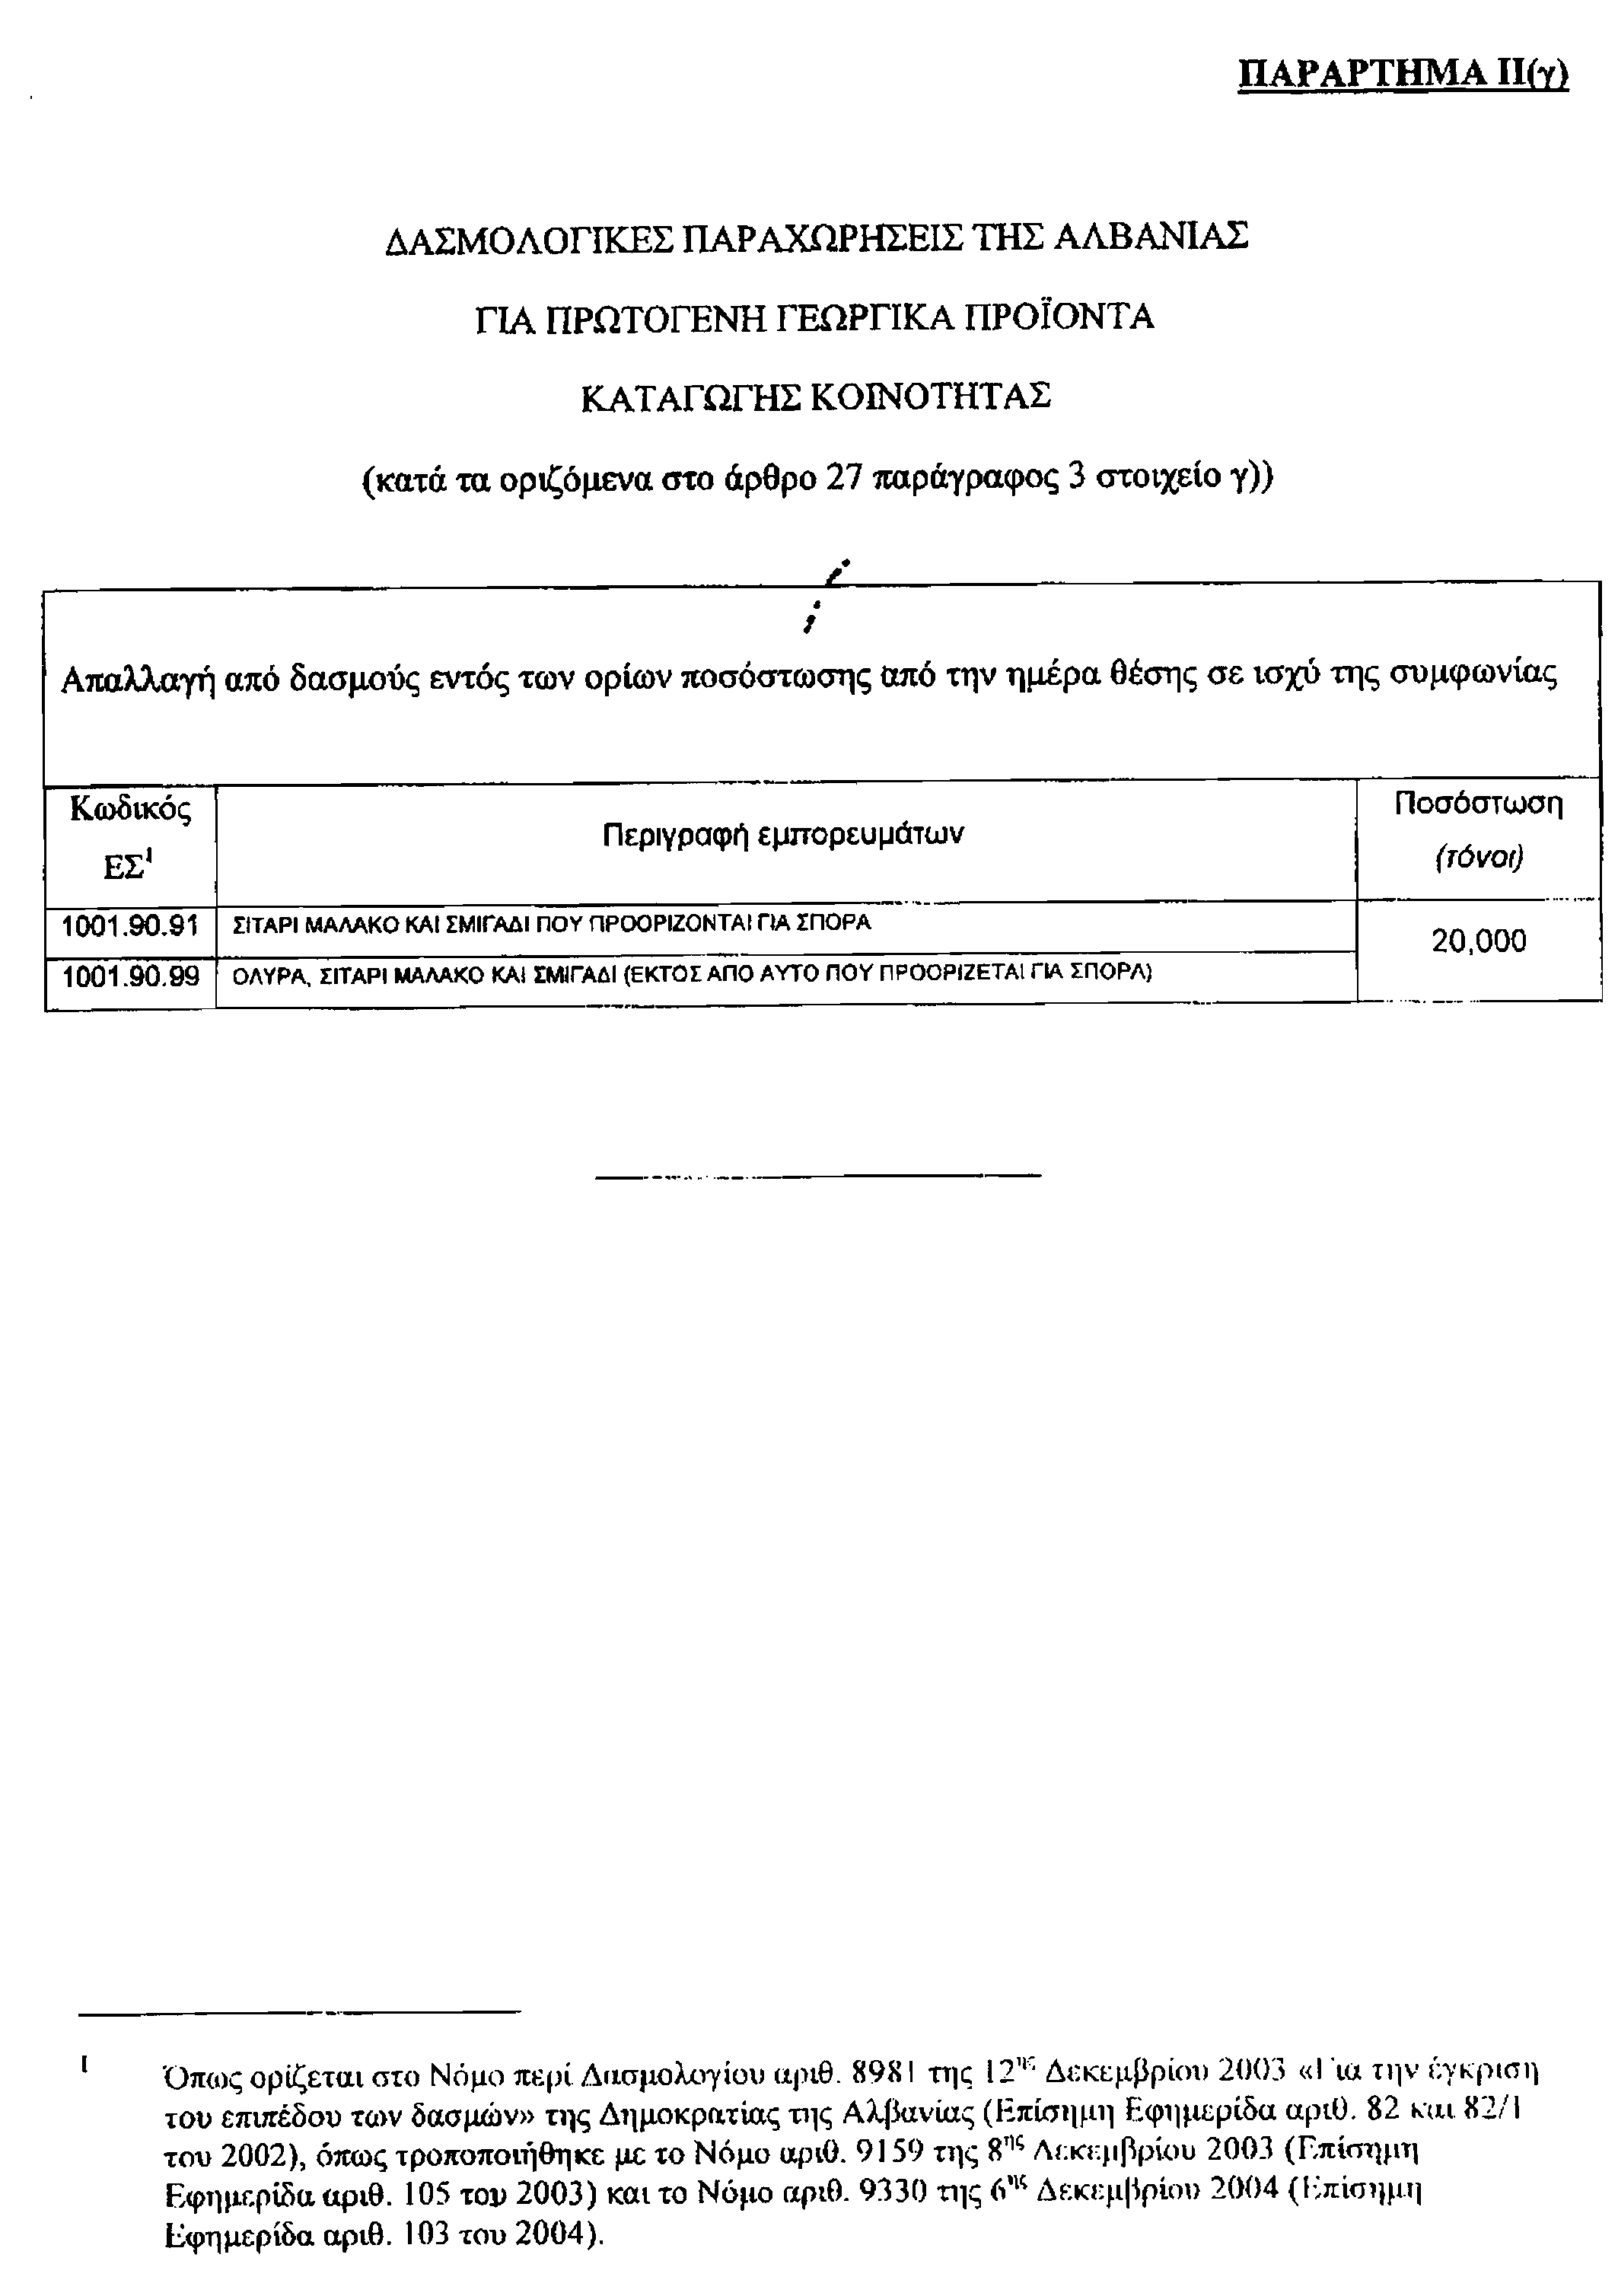 ΠΑΡΑΡΤΗΜΑ ΙΙ(γ)
ΔΑΣΜΟΛΟΓΙΚΕΣ ΠΑΡΑΧΩΡΗΣΕΙΣ ΤΗΣ ΑΛΒΑΝΙΑΣ
ΓΙΑ ΠΡΩΤΟΓΕΝΗ ΓΕΩΡΓΙΚΑ ΠΡΟΪΟΝΤΑ
ΚΑΤΑΓΩΓΗΣ ΚΟΙΝΟΤΗΤΑΣ
(κατά τα οριζόμενα στο άρθρο 27 παράγραφος 3 στοιχείο γ))
Απαλλαγή από δασμούς εντός των ορίων ποσόστωσης από την ημέρα θέσης σε ισχύ της συμφωνίας
Κωδικός
ΕΣ¹
Περιγραφή εμπορευμάτων
Ποσόστωση
(τόνοι)
1001.90.91 ΣΙΤΑΡΙ ΜΑΛΑΚΟ ΚΑΙ ΣΜΙΓΑΔΙ ΠΟΥ ΠΡΟΟΡΙΖΟΝΤΑΙ ΓΙΑ ΣΠΟΡΑ
20,000
1001.90.99 ΟΛΥΡΑ, ΣΙΤΑΡΙ ΜΑΛΑΚΟ ΚΑΙ ΣΜΙΓΑΔΙ (ΕΚΤΟΣ ΑΠΟ ΑΥΤΟ ΠΟΥ ΠΡΟΟΡΙΖΕΤΑΙ ΓΙΑ ΣΠΟΡΑ)
¹ Όπως ορίζεται στο Νόμο περί Δασμολογίου αριθ. 8981 της 12ης Δεκεμβρίου 2003 «Για την έγκριση
του επιπέδου των δασμών» της Δημοκρατίας της Αλβανίας (Επίσημη Εφημερίδα αριθ. 82 και 82/1
του 2002), όπως τροποποιήθηκε με το Νόμο αριθ. 9159 της 8ης Δεκεμβρίου 2003 (Επίσημη
Εφημερίδα αριθ. 105 του 2003) και το Νόμο αριθ. 9330 της 6ης Δεκεμβρίου 2004 (Επίσημη
Εφημερίδα αριθ. 103 του 2004).